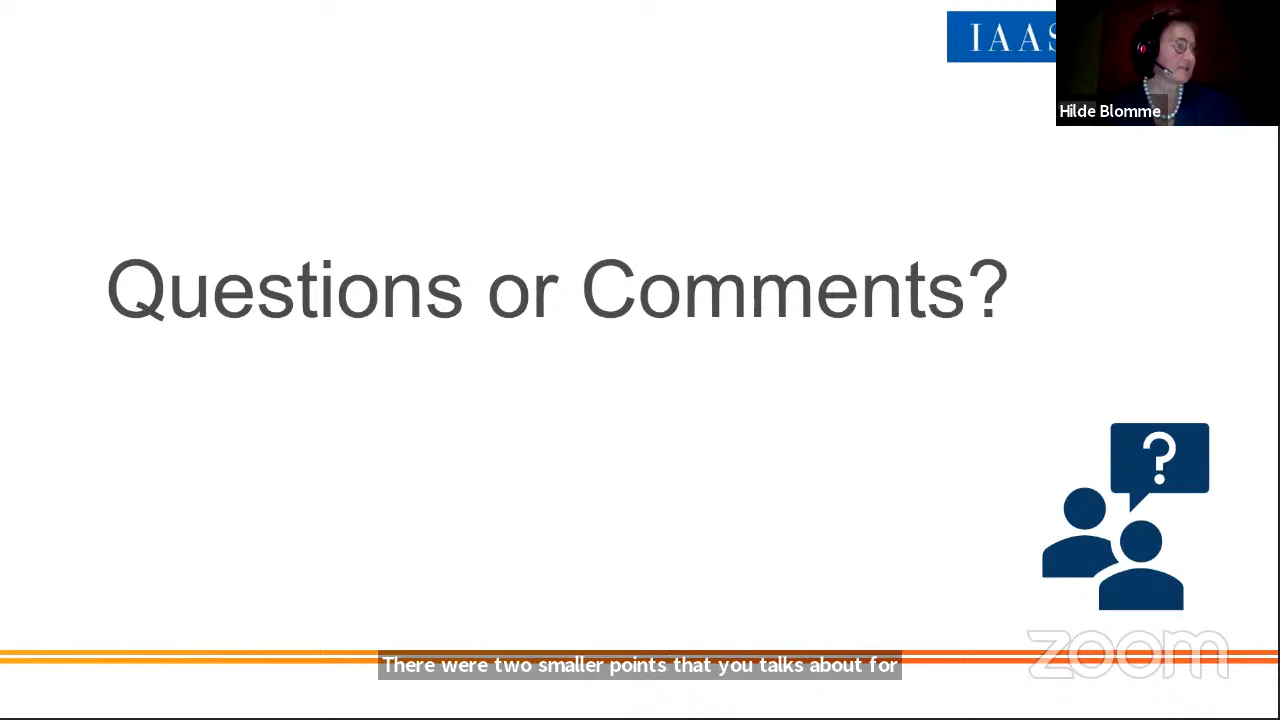 IAAS
Hilde Blomme
Questions or Comments?
?
There were two smaller points that you talks about for
zoom